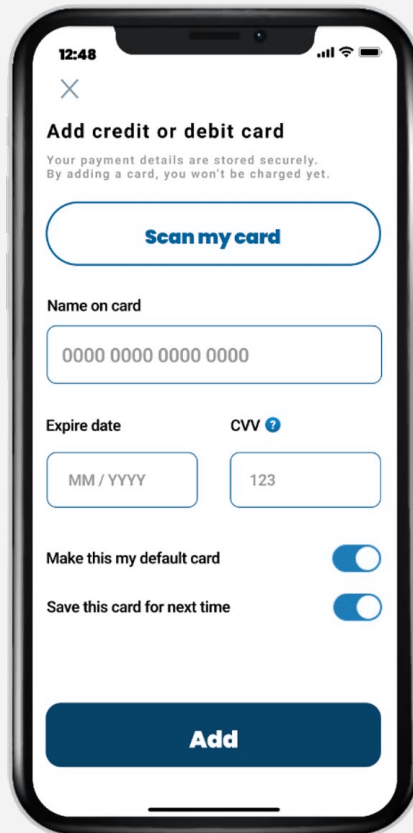 12:48
Add credit or debit card
Your payment details are stored securely.
By adding a card, you won't be charged yet.
Scan my card
Name on card
0000 0000 0000 0000
Expire date CVV ?
MM / YYYY 123
Make this my default card
Save this card for next time
Add